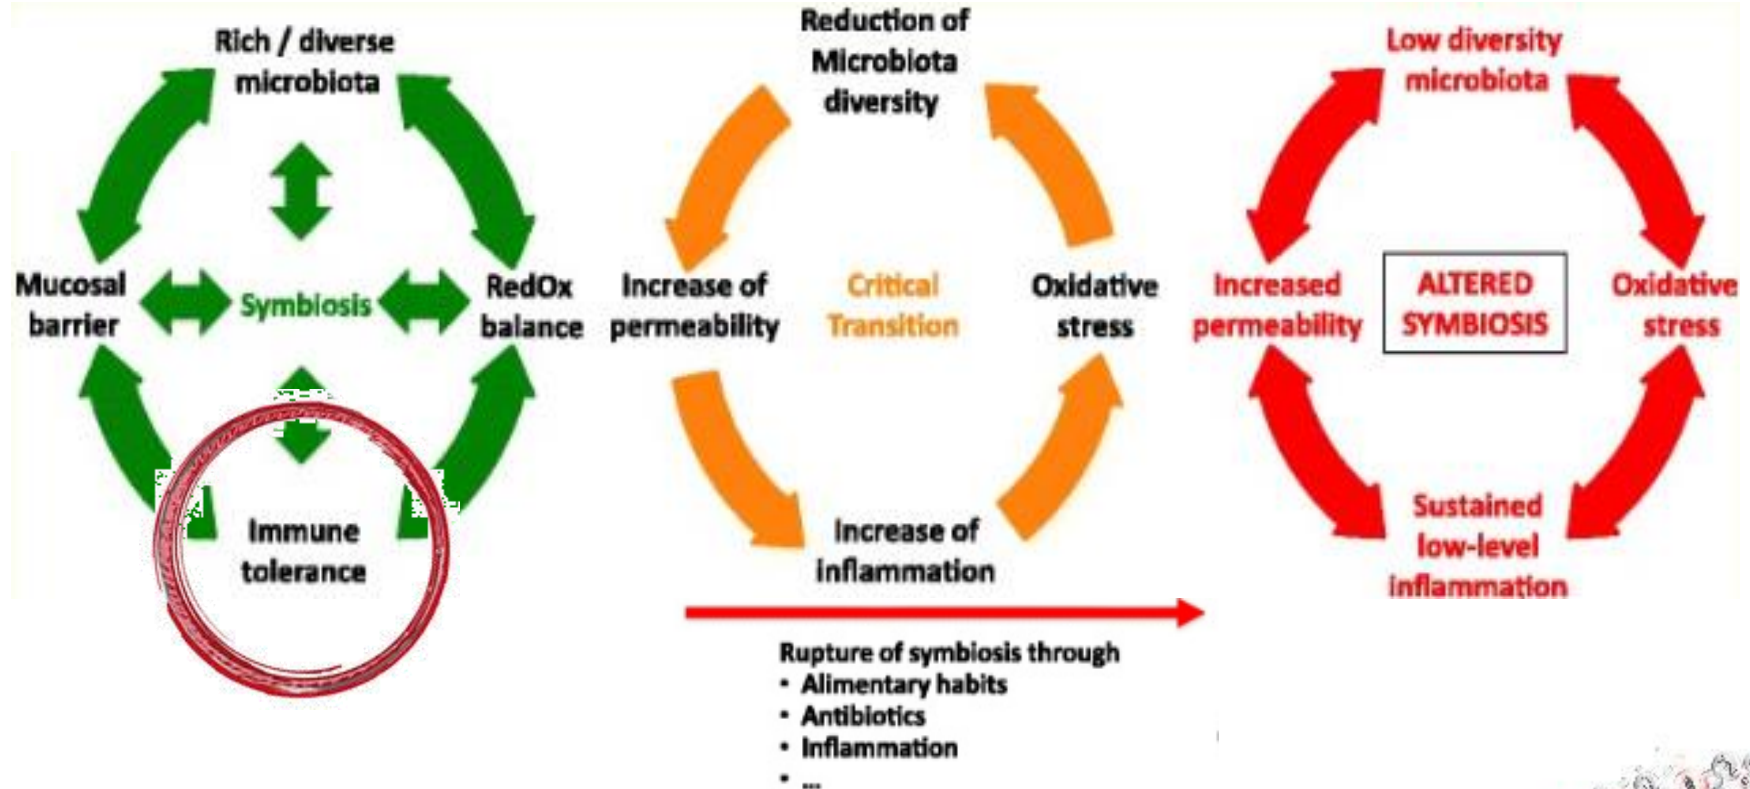 Rich / diverse
microbiota
Mucosal
barrier
Symbiosis
RedOx
balance
Immune
tolerance
Reduction of
Microbiota
diversity
Increase of
permeability
Critical
Transition
Oxidative
stress
Increase of
inflammation
Low diversity
microbiota
Increased
permeability
ALTERED
SYMBIOSIS
Oxidative
stress
Sustained
low-level
inflammation
Rupture of symbiosis through
• Alimentary habits
• Antibiotics
• Inflammation
• ...